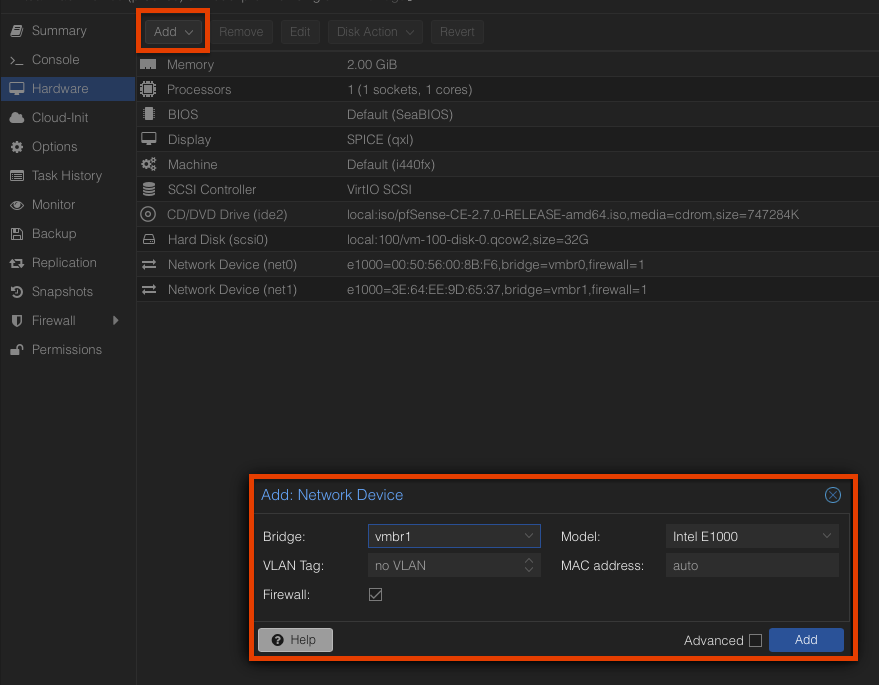 Add Remove Edit Disk Action Revert
Summary
Console
Hardware
Cloud-Init
Options
Task History
Monitor
Backup
Replication
Snapshots
Firewall
Permissions
Memory 2.00 GiB
Processors 1 (1 sockets, 1 cores)
BIOS Default (SeaBIOS)
Display SPICE (qxl)
Machine Default (i440fx)
SCSI Controller VirtIO SCSI
CD/DVD Drive (ide2) local:iso/pfSense-CE-2.7.0-RELEASE-amd64.iso,media=cdrom,size=747284K
Hard Disk (scsi0) local:100/vm-100-disk-0.qcow2,size=32G
Network Device (net0) e1000=00:50:56:00:8B:F6,bridge=vmbr0,firewall=1
Network Device (net1) e1000=3E:64:EE:9D:65:37,bridge=vmbr1,firewall=1
Add: Network Device
Bridge: vmbr1 Model: Intel E1000
VLAN Tag: no VLAN MAC address: auto
Firewall:
Help Advanced Add